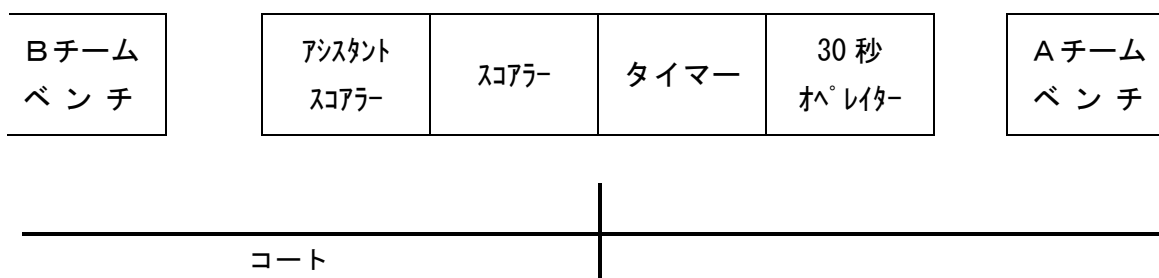 Ｂチーム
ベ ン チ
ｱｼｽﾀﾝﾄ
ｽｺｱﾗｰ
ｽｺｱﾗｰ
タイマー
30 秒
ｵﾍﾟﾚｲﾀｰ
Ａチーム
ベ ン チ
コート